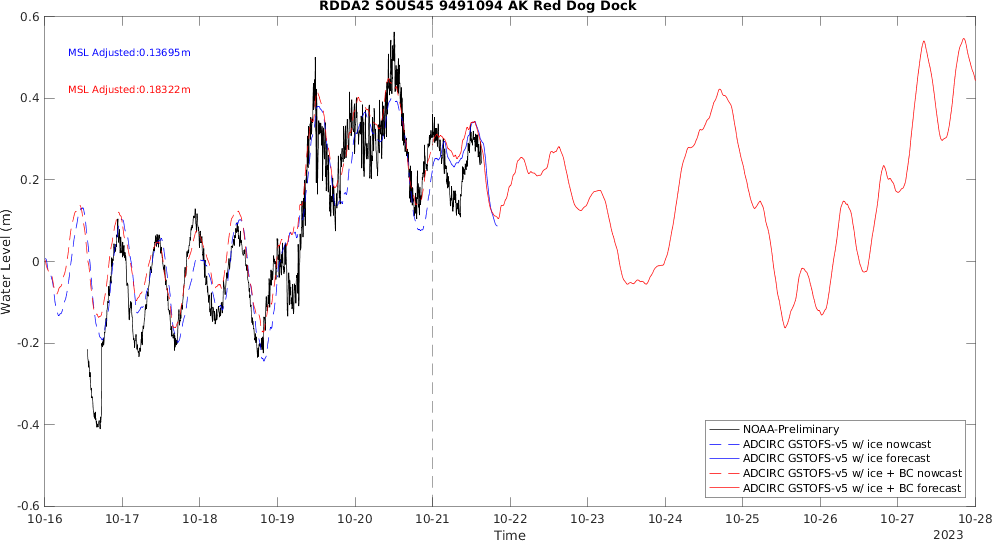 RDDA2 SOUS45 9491094 AK Red Dog Dock
0.6
0.4
0.2
0
-0.2
-0.4
-0.6
Water Level (m)
MSL Adjusted:0.13695m
MSL Adjusted:0.18322m
NOAA-Preliminary
ADCIRC GSTOFS-v5 w/ ice nowcast
ADCIRC GSTOFS-v5 w/ ice forecast
ADCIRC GSTOFS-v5 w/ ice + BC nowcast
ADCIRC GSTOFS-v5 w/ ice + BC forecast
10-16 10-17 10-18 10-19 10-20 10-21 10-22 10-23 10-24 10-25 10-26 10-27 10-28
Time
2023